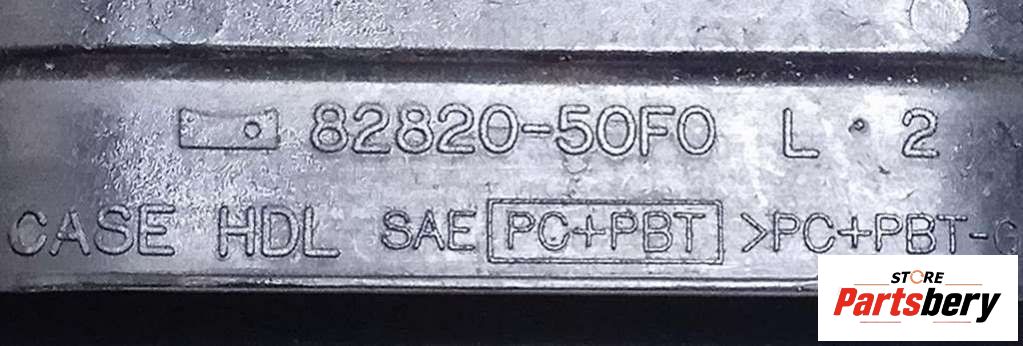 82820-50F0 L 2
CASE HDL SAE PC+PBT >PC+PBT-G
STORE
Partsbery